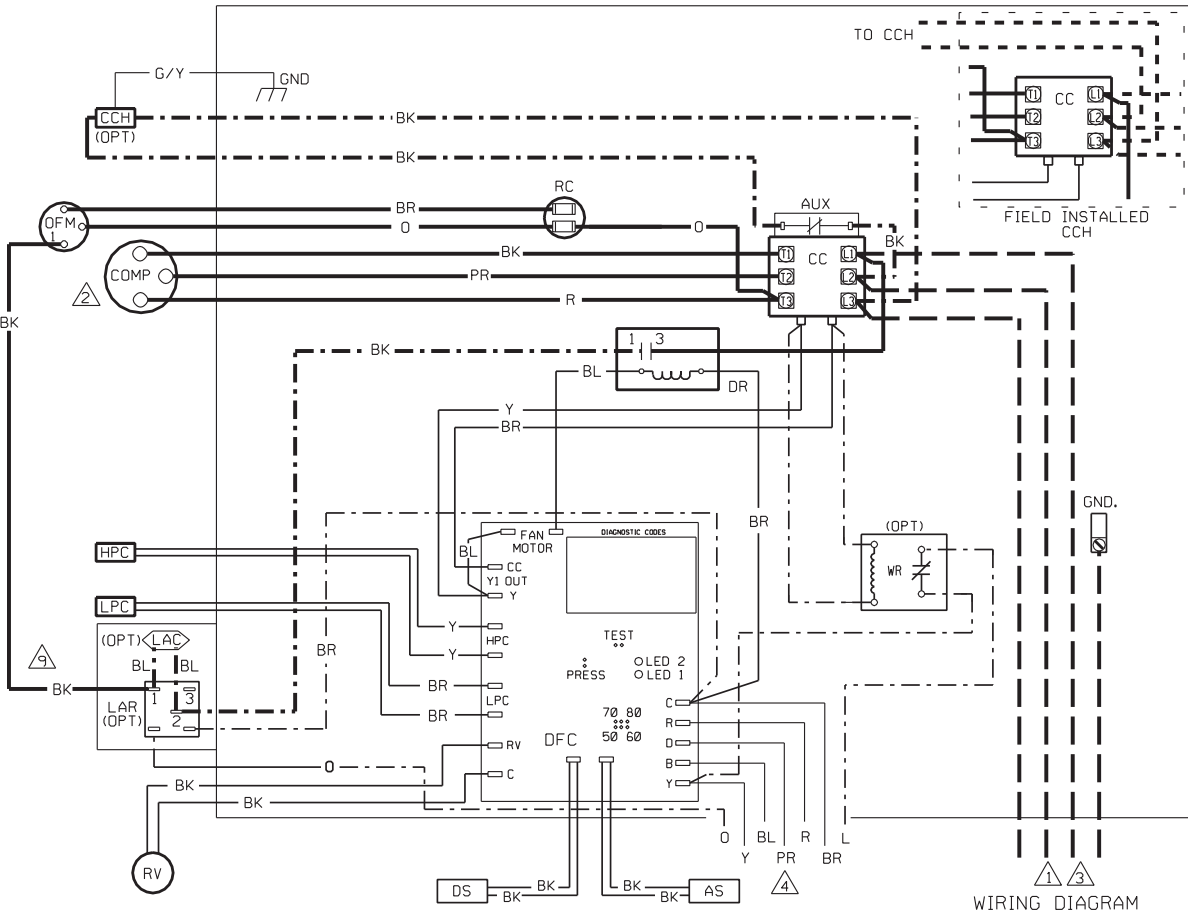 TO CCH
G/Y
GND
T1 CC L1
T2 L2
T3 L3
CCH
(OPT)
BK
BK
RC
AUX
FIELD INSTALLED
CCH
BR
OFM
1
O
O
BK
BK
T1 CC L1
COMP
PR
T2 L2
2
R
T3 L3
BK
1 3
BK
BL
DR
Y
BR
GND.
FAN
MOTOR
DIAGNOSTIC CODES
BR
(OPT)
HPC
BL
CC
Y1 OUT
Y
WR
LPC
Y
HPC
TEST
(OPT) LAC
BR
Y
9
BL BL
PRESS
LED 2
LED 1
BK
BR
1 3
LAR
(OPT)
2
LPC
BR
C
70 80
R
50 60
DFC
RV
D
O
B
C
Y
BK
BK
O
BL
R
L
Y
PR
BR
RV
4
1
3
DS
BK
BK
BK
BK
AS
WIRING DIAGRAM